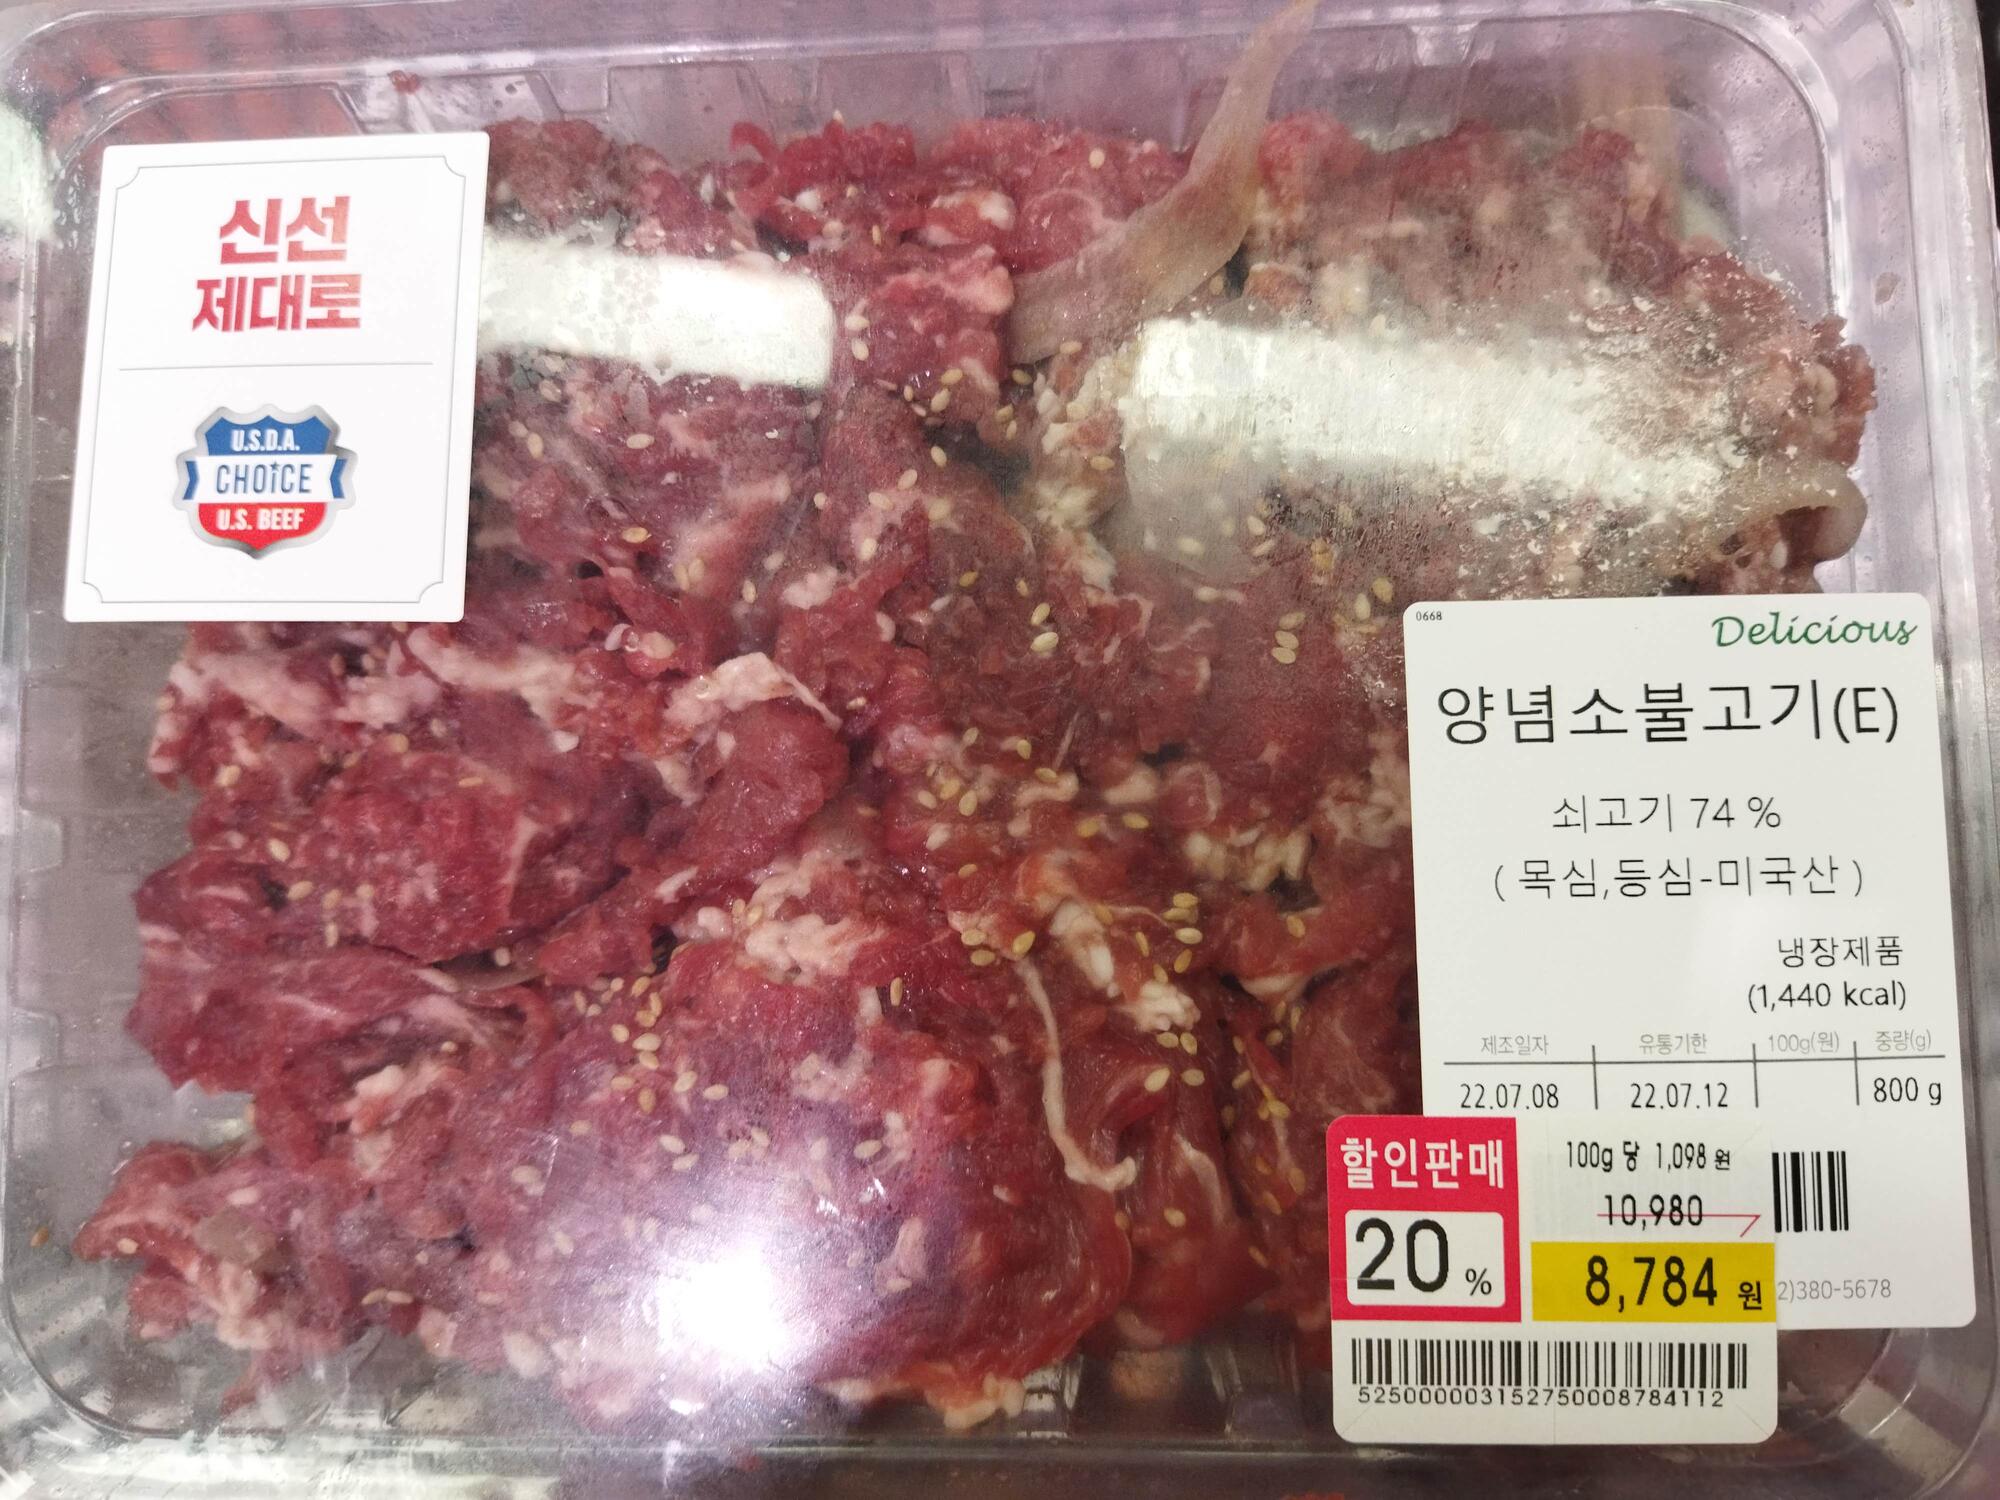 신선
제대로
U.S.D.A.
CHOiCE
U.S. BEEF
0668
Delicious
양념소불고기(E)
쇠고기 74 %
( 목심,등심-미국산 )
냉장제품
(1,440 kcal)
제조일자 유통기한 100g(원) 중량(g)
22.07.08 22.07.12 800 g
할인판매
20 %
100g 당 1,098 원
10,980
8,784 원
2)380-5678
525000003152750008784112